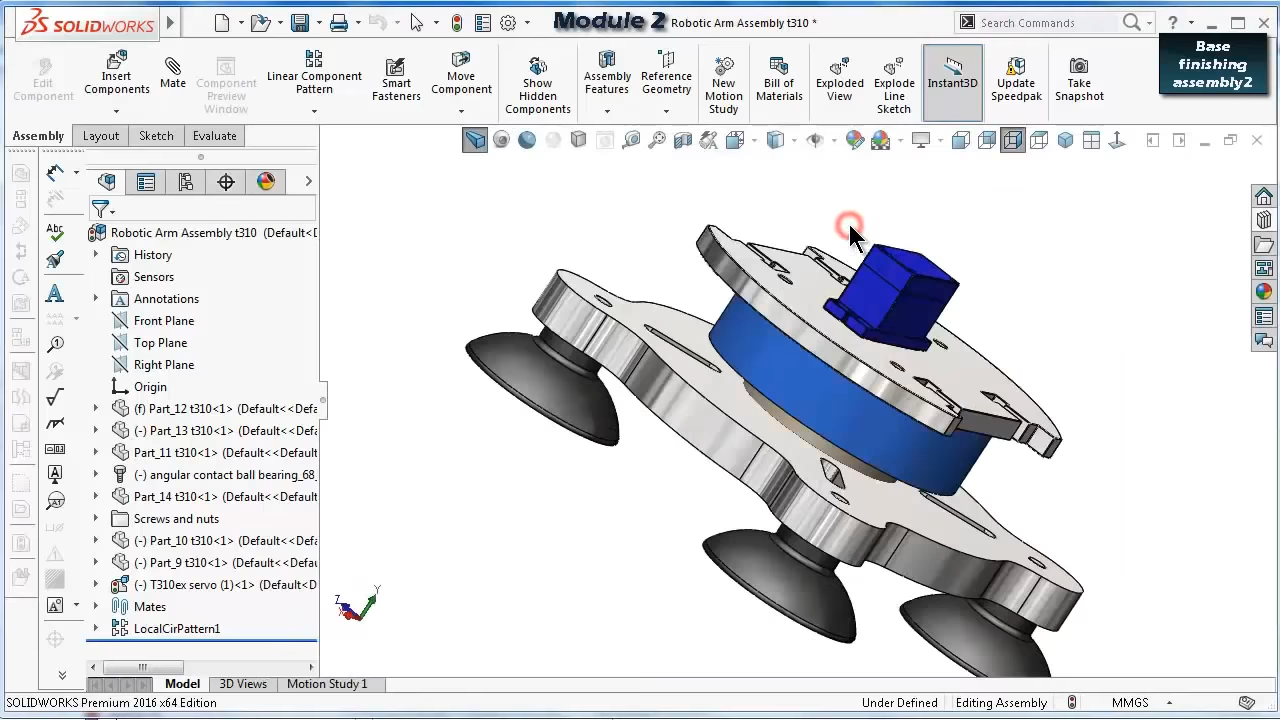 SOLIDWORKS
Module 2
Robotic Arm Assembly t310 *
Search Commands
Base
finishing
assembly2
Edit
Component
Insert
Components
Mate
Component
Preview
Window
Linear Component
Pattern
Smart
Fasteners
Move
Component
Show
Hidden
Components
Assembly
Features
Reference
Geometry
New
Motion
Study
Bill of
Materials
Exploded
View
Explode
Line
Sketch
Instant3D
Update
Speedpak
Take
Snapshot
Assembly
Layout
Sketch
Evaluate
Robotic Arm Assembly t310 (Default<D
History
Sensors
Annotations
Front Plane
Top Plane
Right Plane
Origin
(f) Part_12 t310<1> (Default<<Defa
(-) Part_13 t310<1> (Default<<Defa
Part_11 t310<1> (Default<<Default
(-) angular contact ball bearing_68_
Part_14 t310<1> (Default<<Default
Screws and nuts
(-) Part_10 t310<1> (Default<<Defa
(-) Part_9 t310<1> (Default<<Defau
(-) T310ex servo (1)<1> (Default<D
Mates
LocalCirPattern1
Y
Z
X
Model
3D Views
Motion Study 1
SOLIDWORKS Premium 2016 x64 Edition
Under Defined
Editing Assembly
MMGS